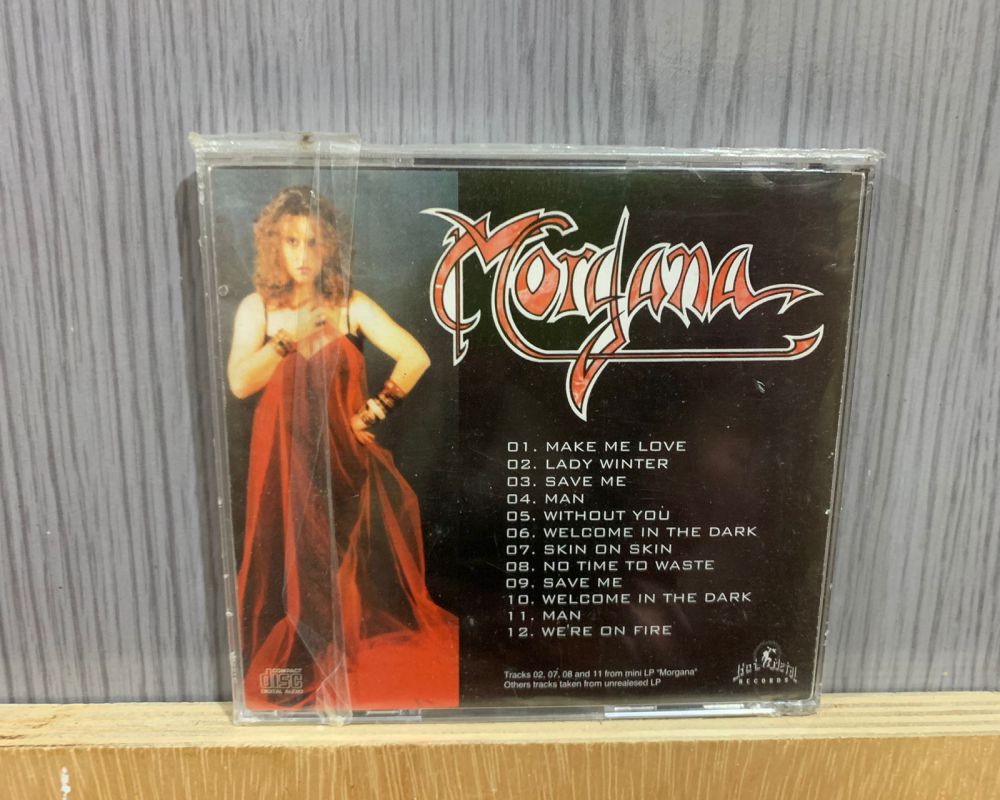 Morgana
01. MAKE ME LOVE
02. LADY WINTER
03. SAVE ME
04. MAN
05. WITHOUT YOU
06. WELCOME IN THE DARK
07. SKIN ON SKIN
08. NO TIME TO WASTE
09. SAVE ME
10. WELCOME IN THE DARK
11. MAN
12. WE'RE ON FIRE
Tracks 02, 07, 08 and 11 from mini LP "Morgana"
Others tracks taken from unrealesed LP
COMPACT
disc
DIGITAL AUDIO
Hot Metal
RECORDS